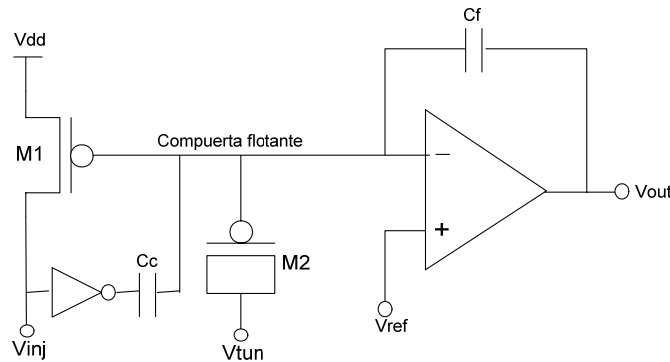 Cf
Vdd
Compuerta flotante
M1
−
Vout
+
M2
Cc
Vref
Vinj
Vtun